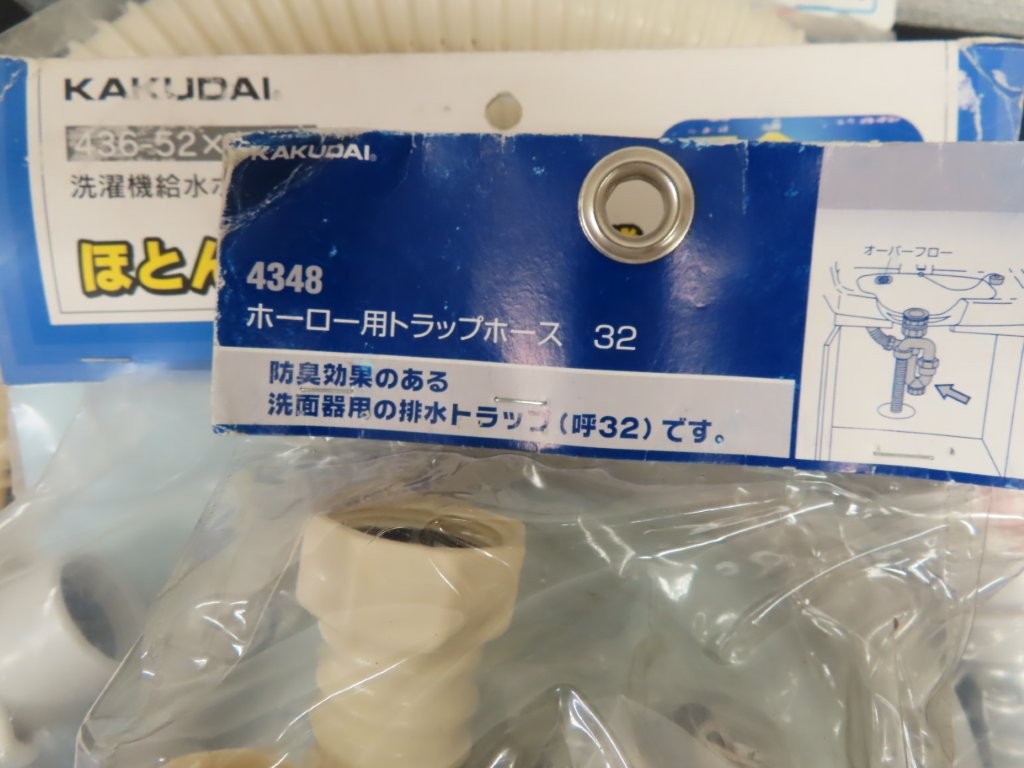 KAKUDAI
436-52×
洗濯機給水ホ
ほとん
KAKUDAI
4348
ホーロー用トラップホース 32
防臭効果のある
洗面器用の排水トラップ(呼32)です。
オーバーフロー